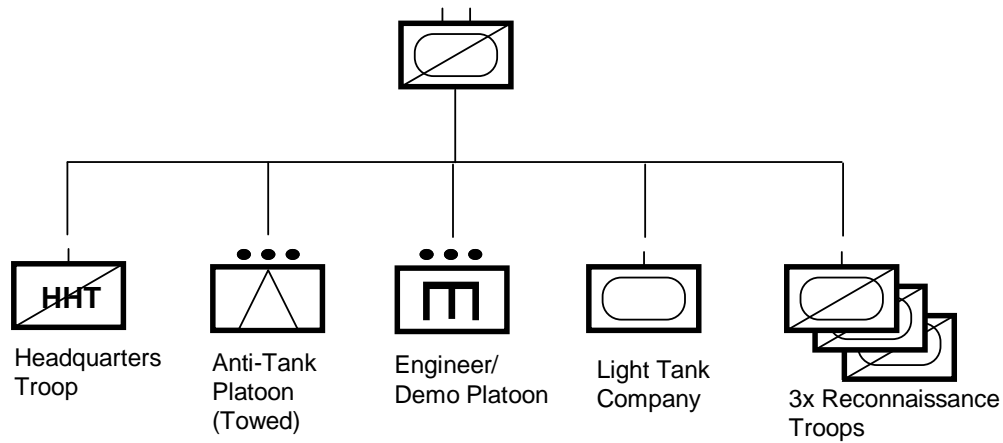 HHT
Headquarters
Troop
Anti-Tank
Platoon
(Towed)
Engineer/
Demo Platoon
Light Tank
Company
3x Reconnaissance
Troops